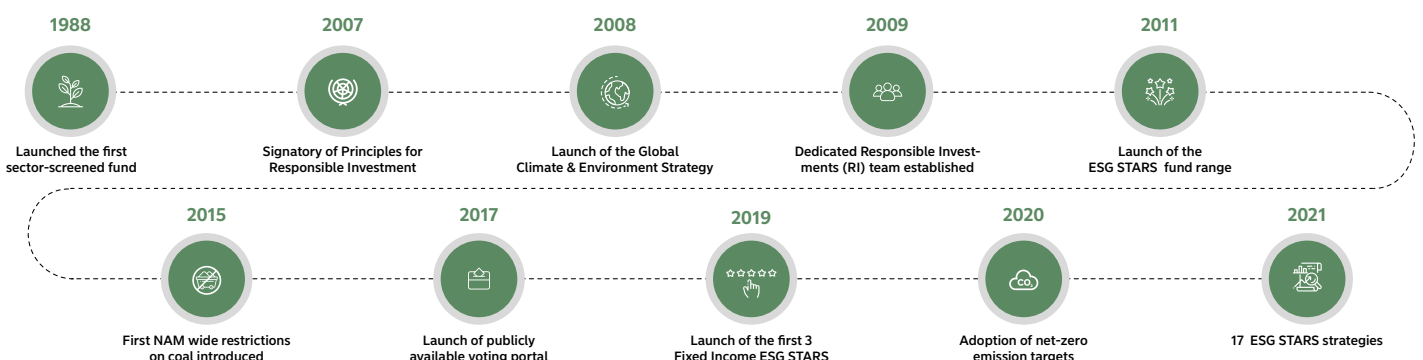 1988
2007
2008
2009
2011
Launched the first
sector-screened fund
Signatory of Principles for
Responsible Investment
Launch of the Global
Climate & Environment Strategy
Dedicated Responsible Invest-
ments (RI) team established
Launch of the
ESG STARS fund range
2015
2017
2019
2020
2021
CO₂
First NAM wide restrictions
on coal introduced
Launch of publicly
available voting portal
Launch of the first 3
Fixed Income ESG STARS
Adoption of net-zero
emission targets
17 ESG STARS strategies